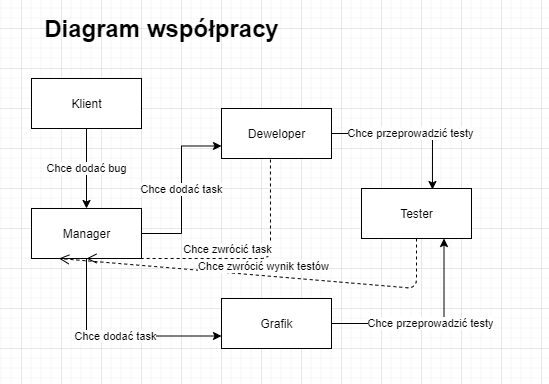 Diagram współpracy
Klient
Deweloper
Chce przeprowadzić testy
Chce dodać bug
Chce dodać task
Manager
Tester
Chce zwrócić task
Chce zwrócić wynik testów
Chce dodać task
Grafik
Chce przeprowadzić testy